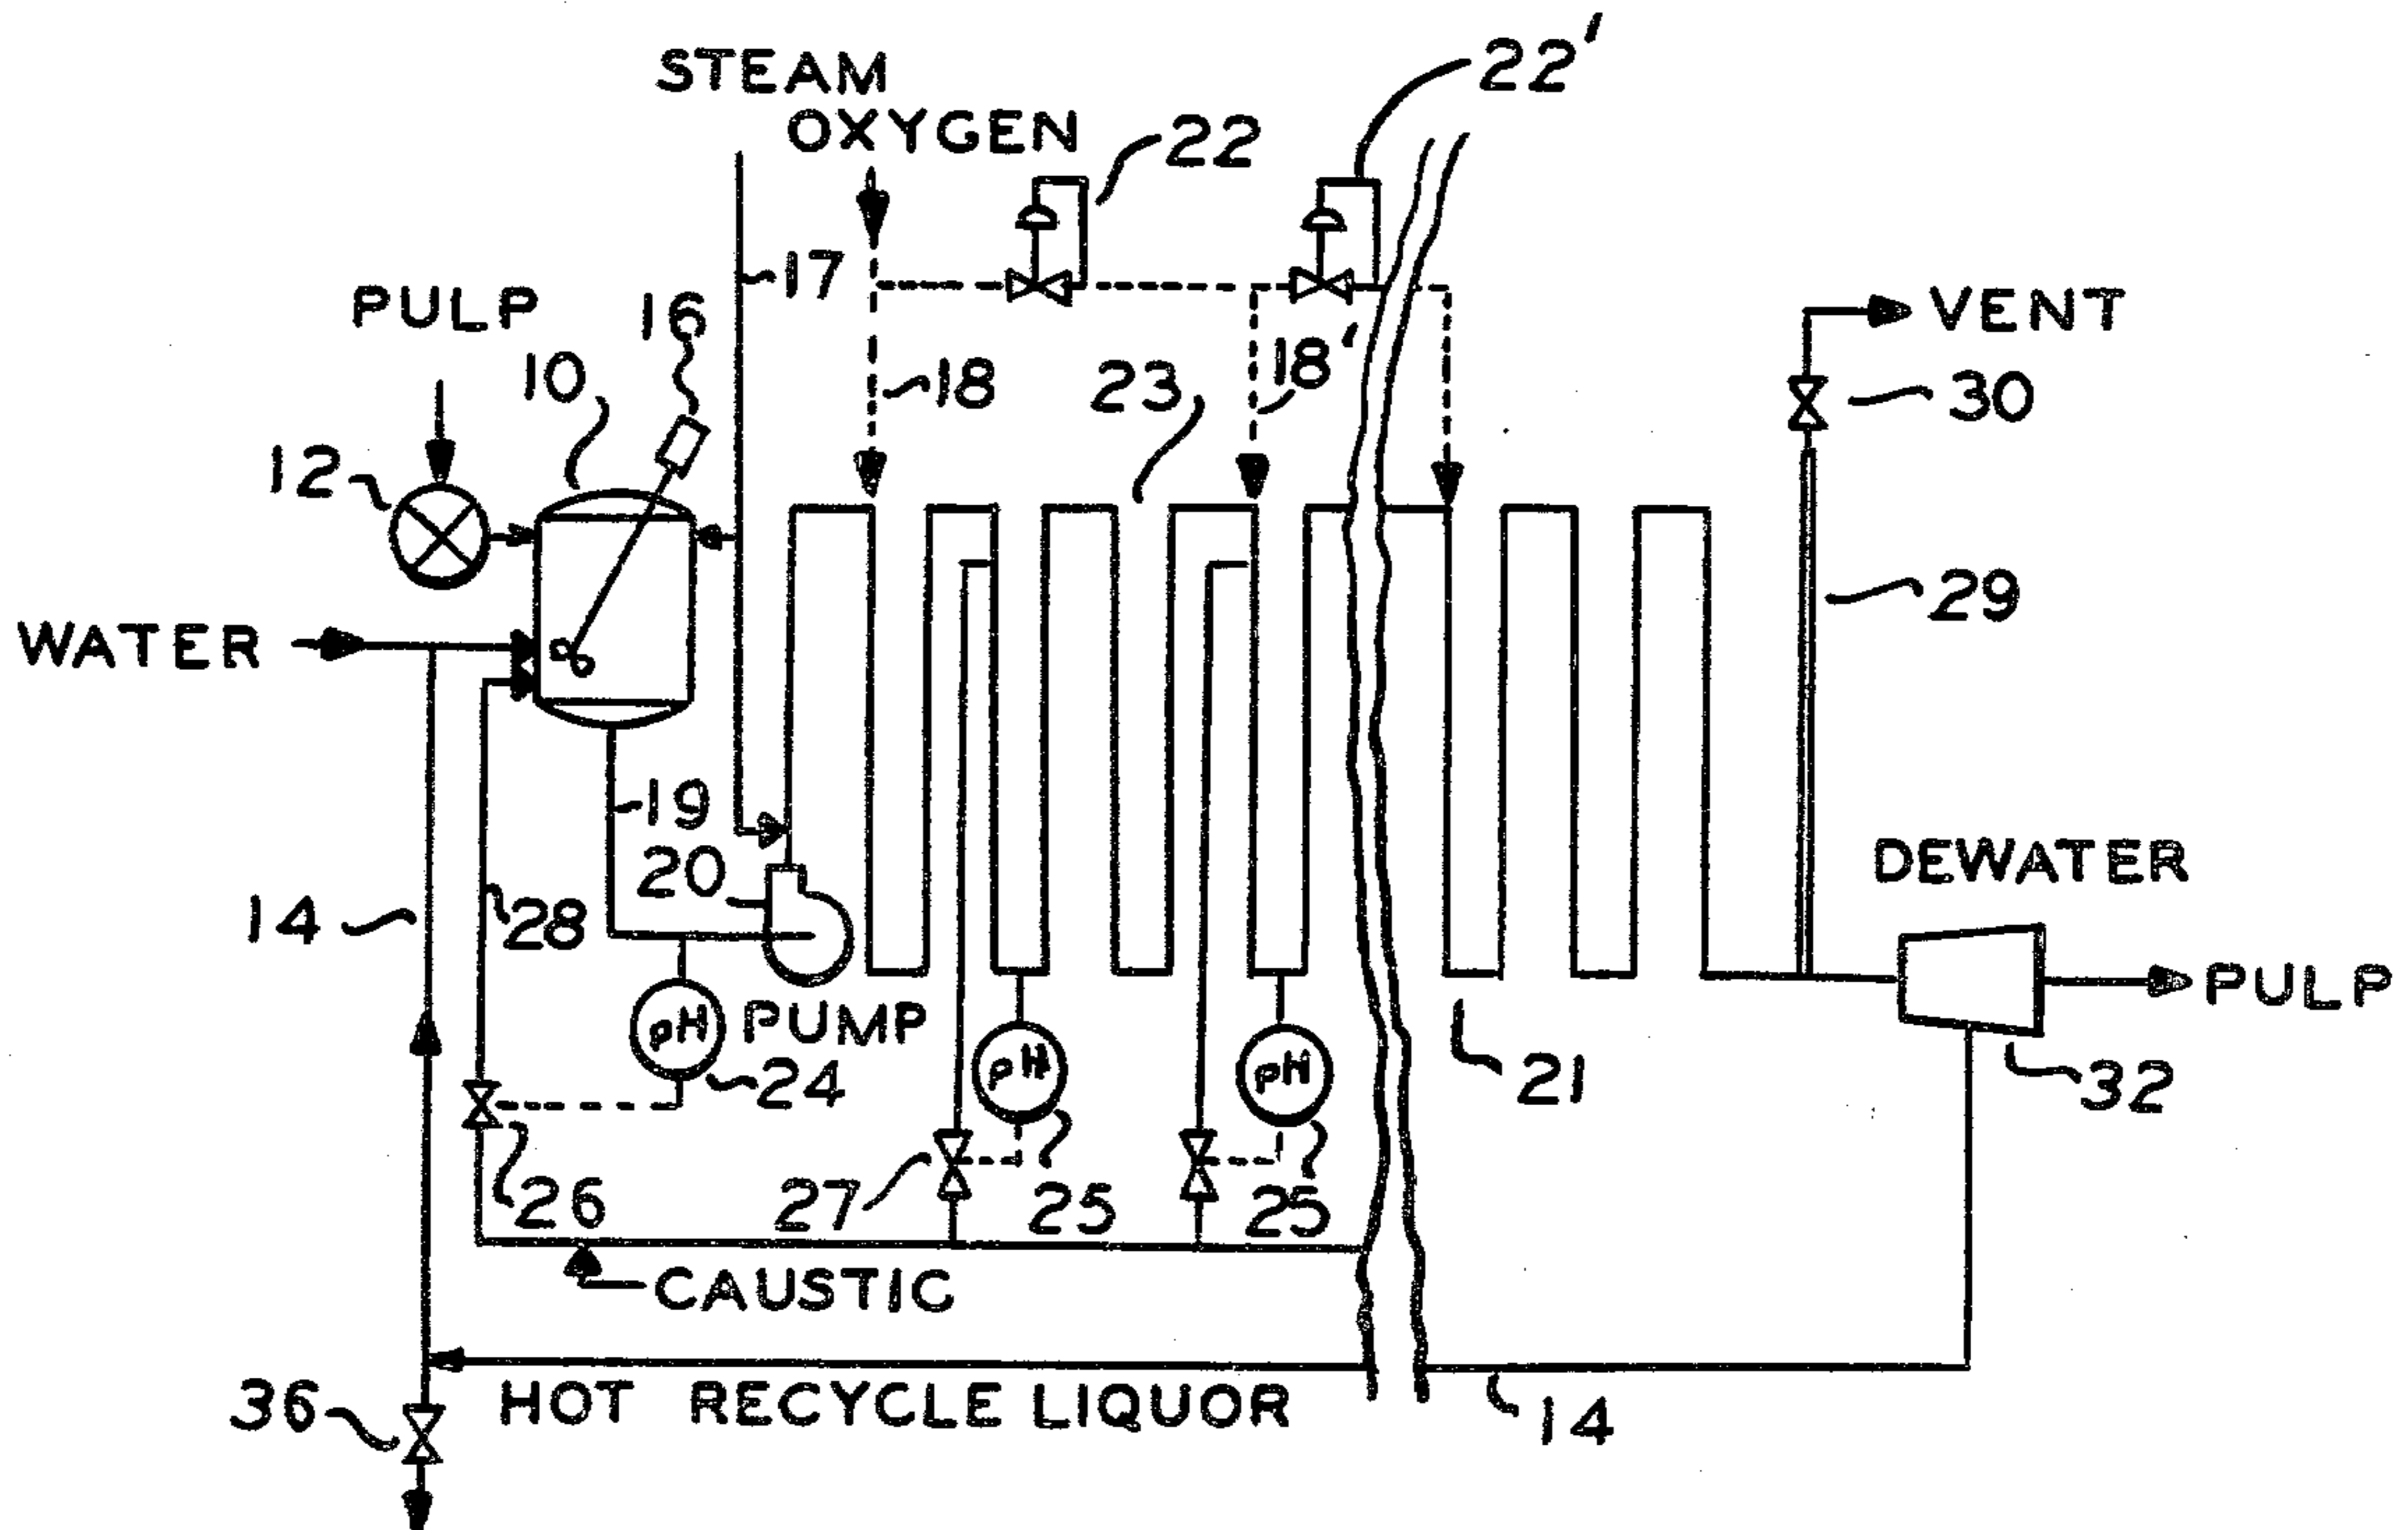 STEAM
OXYGEN
22
22'
17
PULP
16
10
18
23
18'
VENT
30
12
WATER
29
19
20
DEWATER
14
28
pH
PUMP
24
pH
pH
21
PULP
32
26
27
25
25
CAUSTIC
36
HOT RECYCLE LIQUOR
14